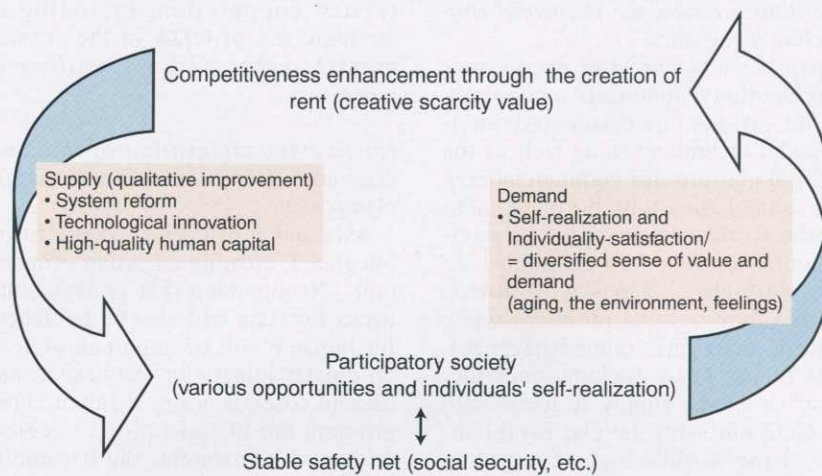 Competitiveness enhancement through the creation of
rent (creative scarcity value)
Supply (qualitative improvement)
• System reform
• Technological innovation
• High-quality human capital
Demand
• Self-realization and
Individuality-satisfaction/
= diversified sense of value and
demand
(aging, the environment, feelings)
Participatory society
(various opportunities and individuals' self-realization)
Stable safety net (social security, etc.)